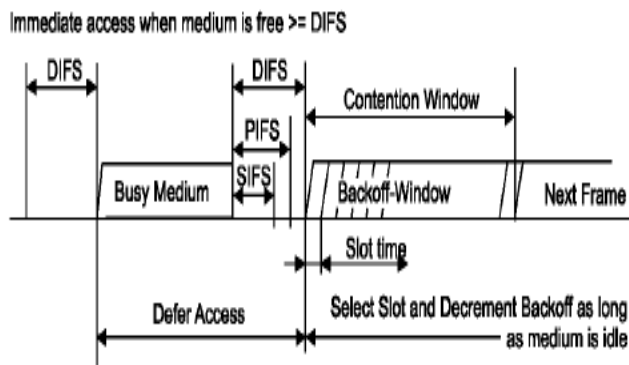 Immediate access when medium is free >= DIFS
DIFS
DIFS
Contention Window
PIFS
SIFS
Busy Medium
Backoff-Window
Next Frame
Slot time
Defer Access
Select Slot and Decrement Backoff as long
as medium is idle